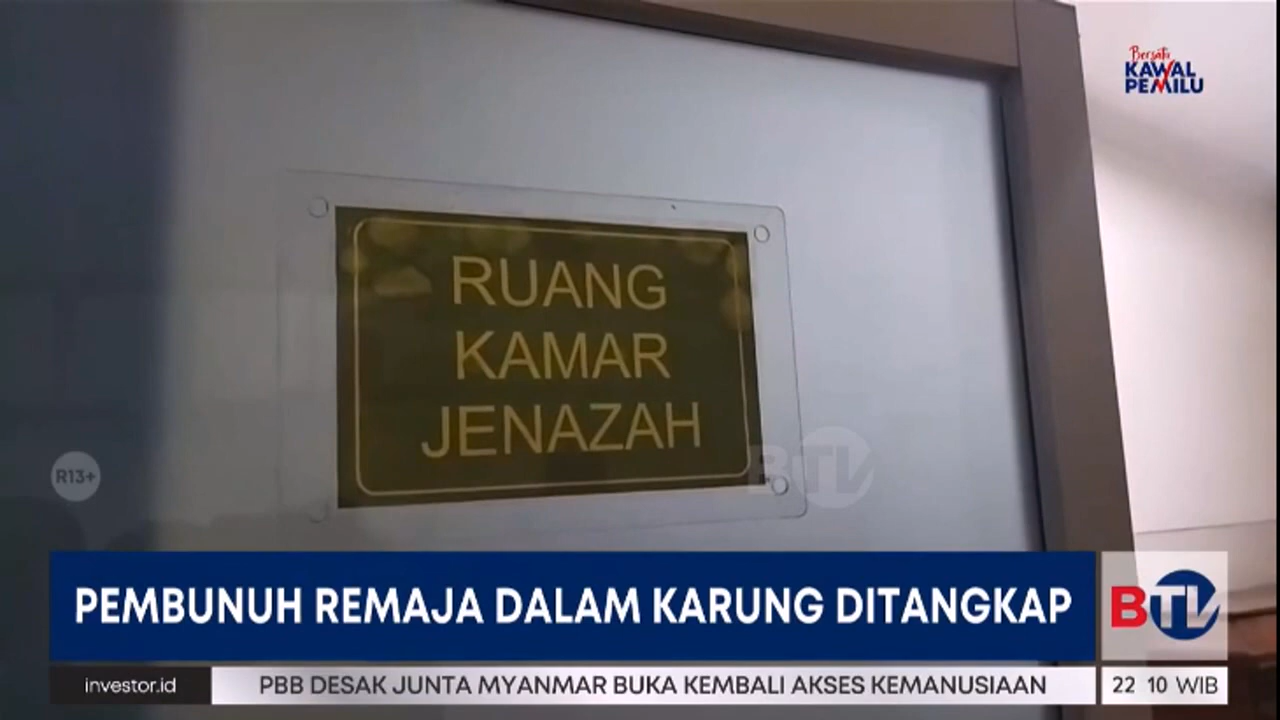 Bersatu
KAWAL
PEMILU
RUANG
KAMAR
JENAZAH
BTV
R13+
PEMBUNUH REMAJA DALAM KARUNG DITANGKAP
BTV
investor.id
PBB DESAK JUNTA MYANMAR BUKA KEMBALI AKSES KEMANUSIAAN
22 10 WIB